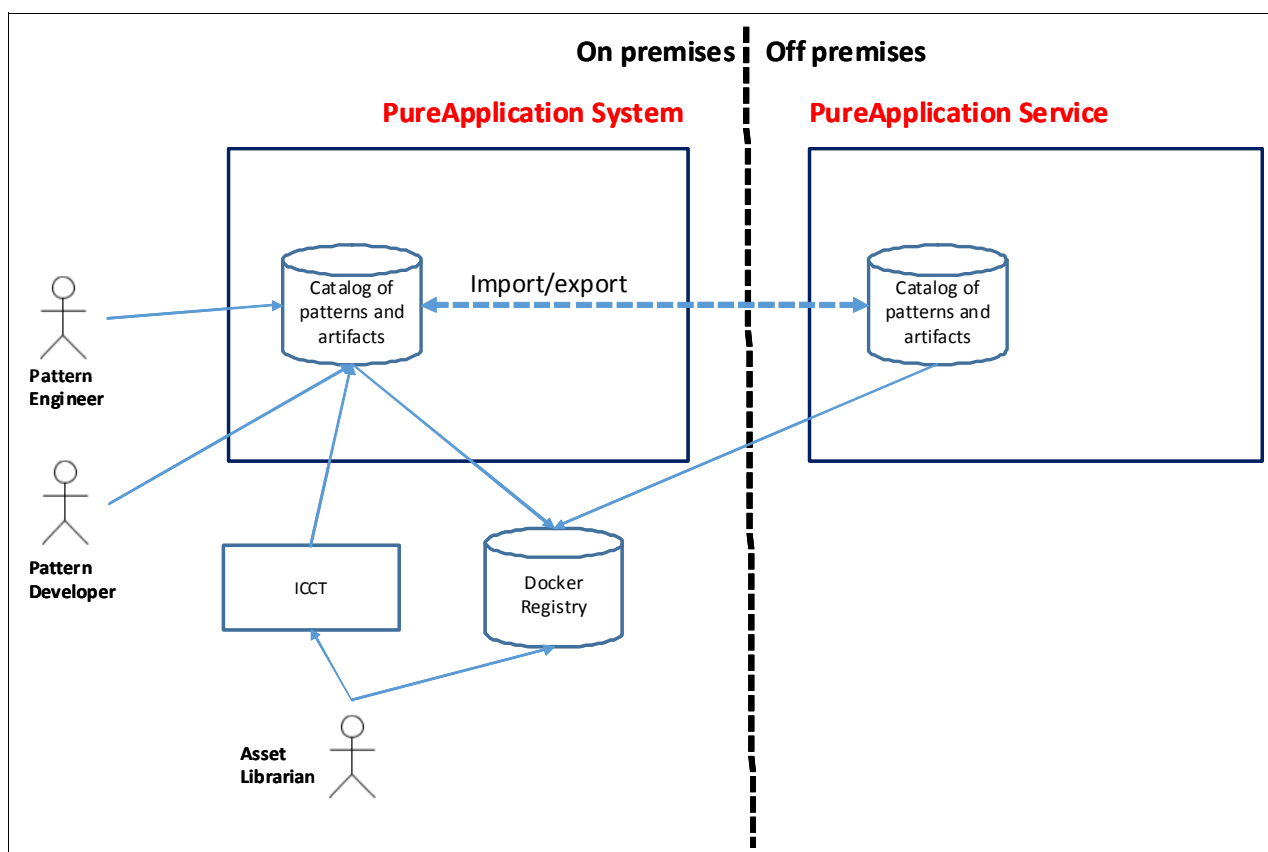 On premises
Off premises
PureApplication System
PureApplication Service
Catalog of
patterns and
artifacts
Import/export
Catalog of
patterns and
artifacts
Pattern
Engineer
Pattern
Developer
ICCT
Docker
Registry
Asset
Librarian